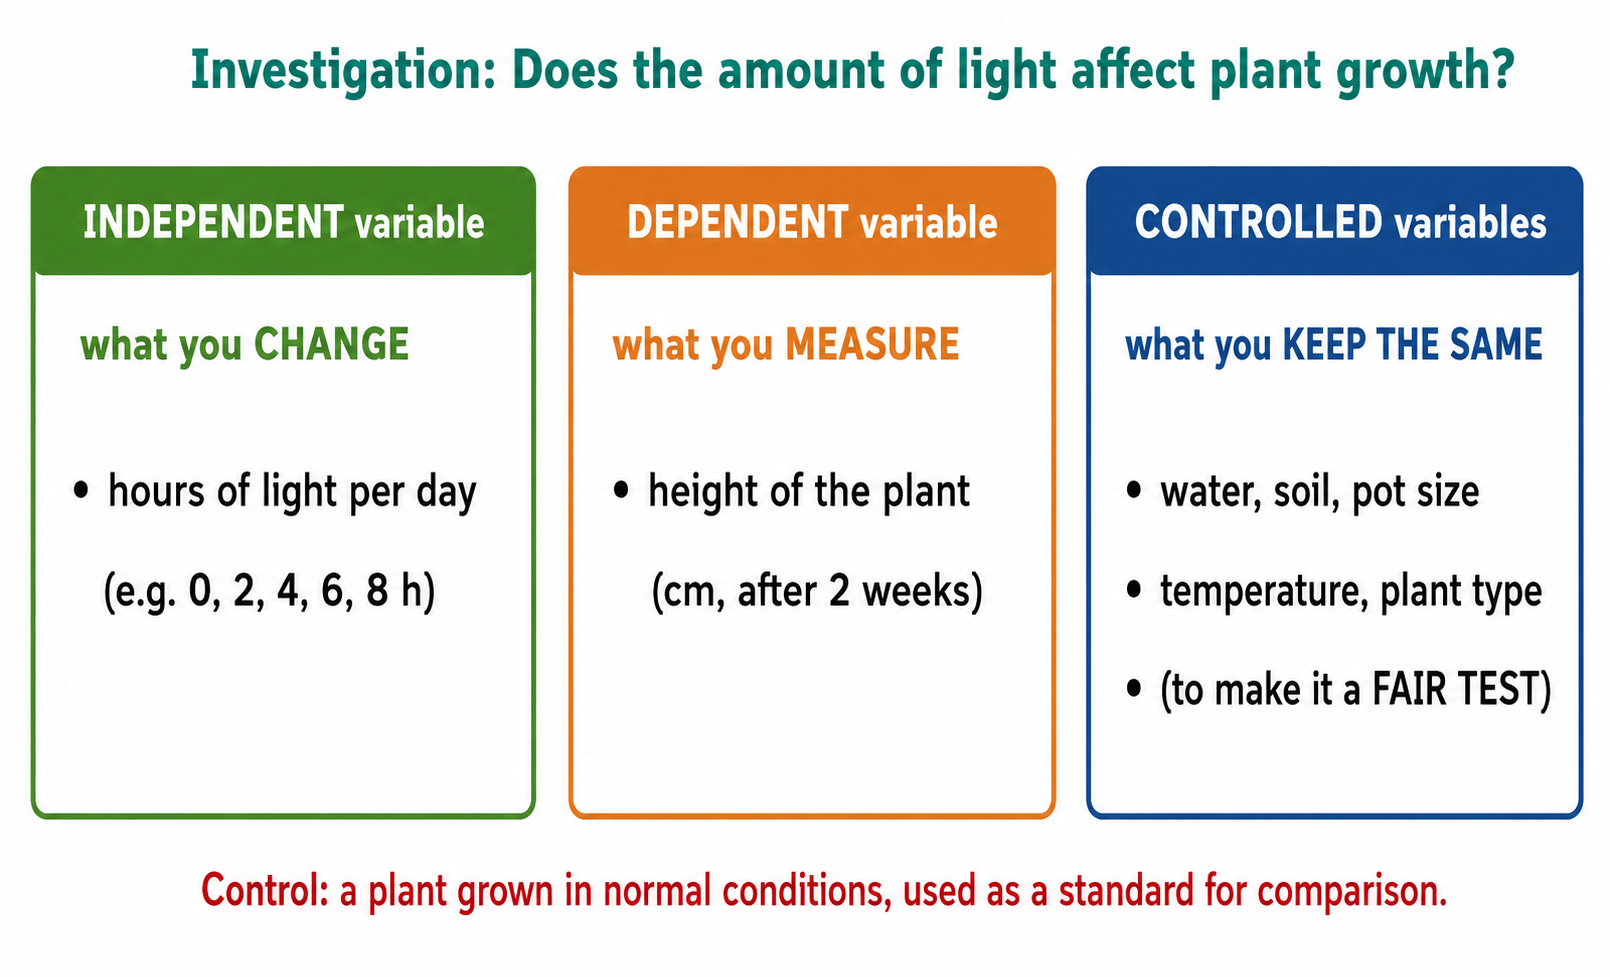 Investigation: Does the amount of light affect plant growth?
INDEPENDENT variable
what you CHANGE
• hours of light per day
(e.g. 0, 2, 4, 6, 8 h)
DEPENDENT variable
what you MEASURE
• height of the plant
(cm, after 2 weeks)
CONTROLLED variables
what you KEEP THE SAME
• water, soil, pot size
• temperature, plant type
• (to make it a FAIR TEST)
Control: a plant grown in normal conditions, used as a standard for comparison.